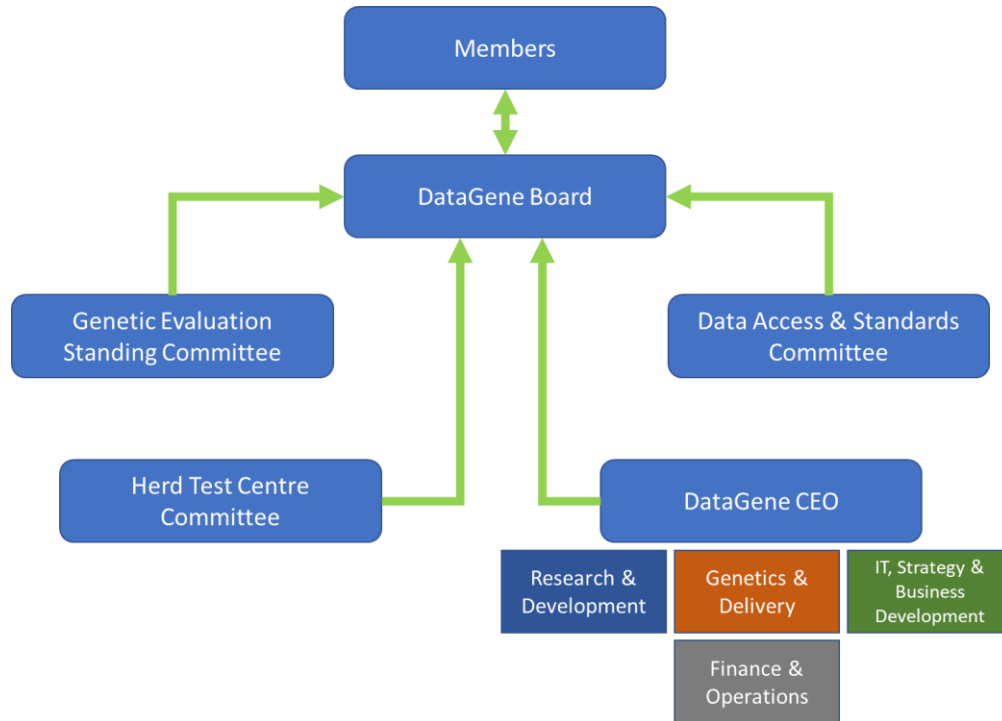 Members
DataGene Board
Genetic Evaluation
Standing Committee
Data Access & Standards
Committee
Herd Test Centre
Committee
DataGene CEO
Research &
Development
Genetics &
Delivery
IT, Strategy &
Business
Development
Finance &
Operations